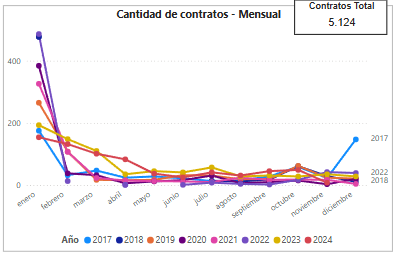 Cantidad de contratos - Mensual
Contratos Total
5.124
400
200
0
2017
2022
2018
enero
febrero
marzo
abril
mayo
junio
julio
agosto
septiembre
octubre
noviembre
diciembre
Año 2017 2018 2019 2020 2021 2022 2023 2024